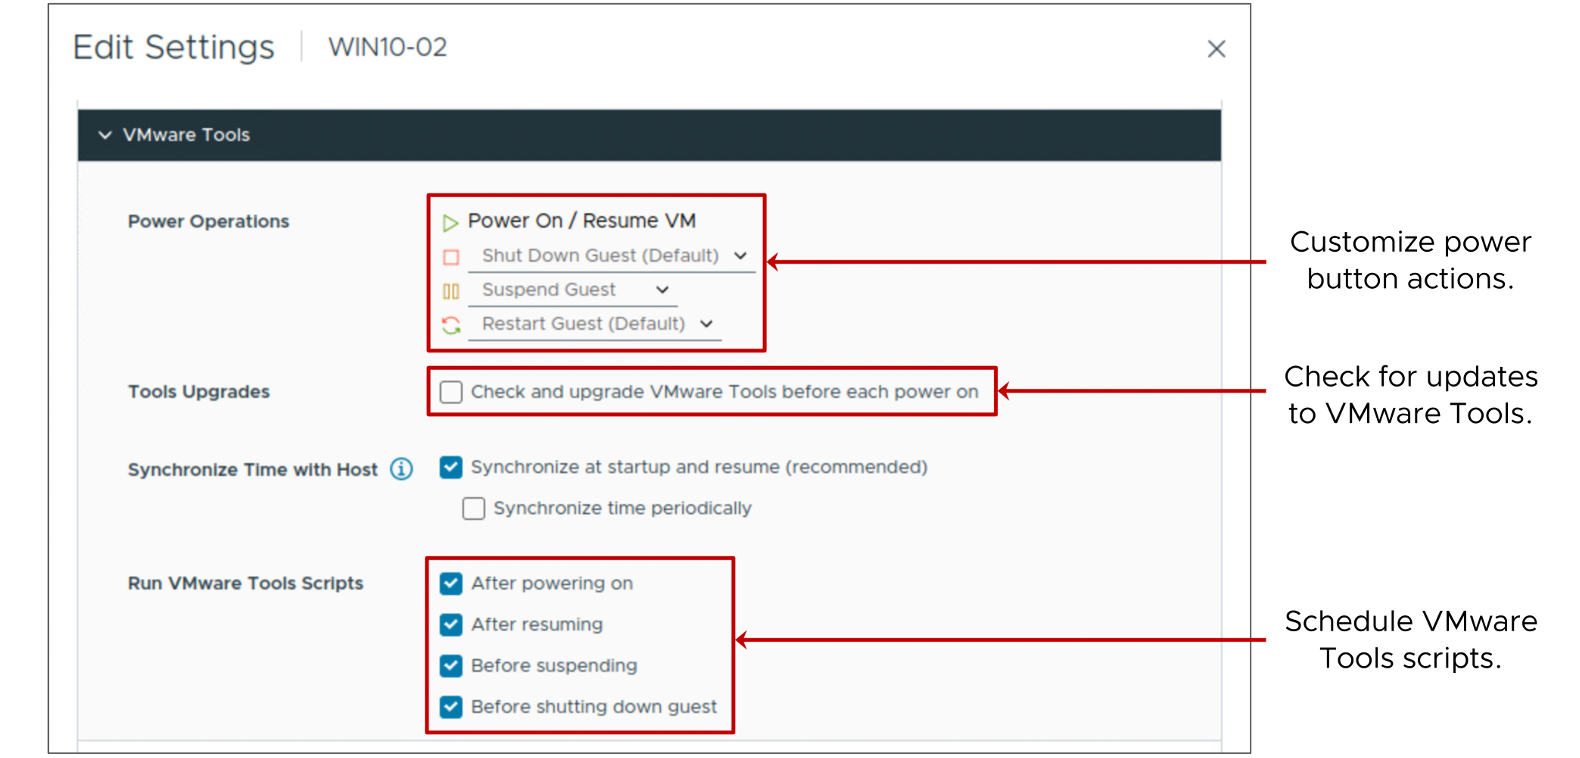 Edit Settings WIN10-02
VMware Tools
Power Operations
Power On / Resume VM
Shut Down Guest (Default)
Suspend Guest
Restart Guest (Default)
Customize power
button actions.
Tools Upgrades
Check and upgrade VMware Tools before each power on
Check for updates
to VMware Tools.
Synchronize Time with Host
Synchronize at startup and resume (recommended)
Synchronize time periodically
Run VMware Tools Scripts
After powering on
After resuming
Before suspending
Before shutting down guest
Schedule VMware
Tools scripts.